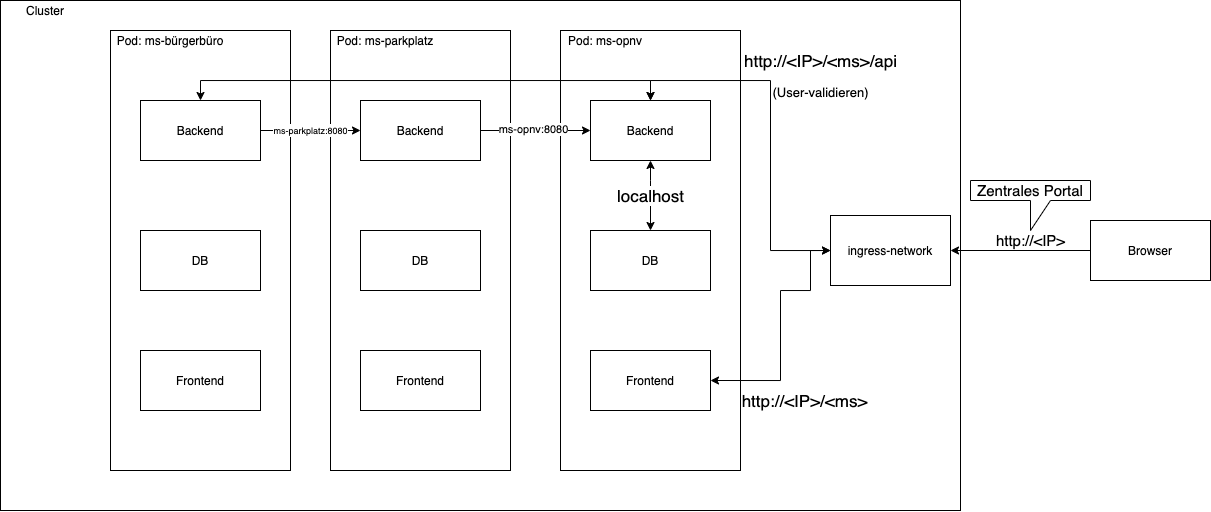 Cluster
Pod: ms-bürgerbüro
Pod: ms-parkplatz
Pod: ms-opnv
http://<IP>/<ms>/api
(User-validieren)
Backend
ms-parkplatz:8080
Backend
ms-opnv:8080
Backend
localhost
Zentrales Portal
http://<IP>
DB
DB
DB
ingress-network
Browser
Frontend
Frontend
Frontend
http://<IP>/<ms>